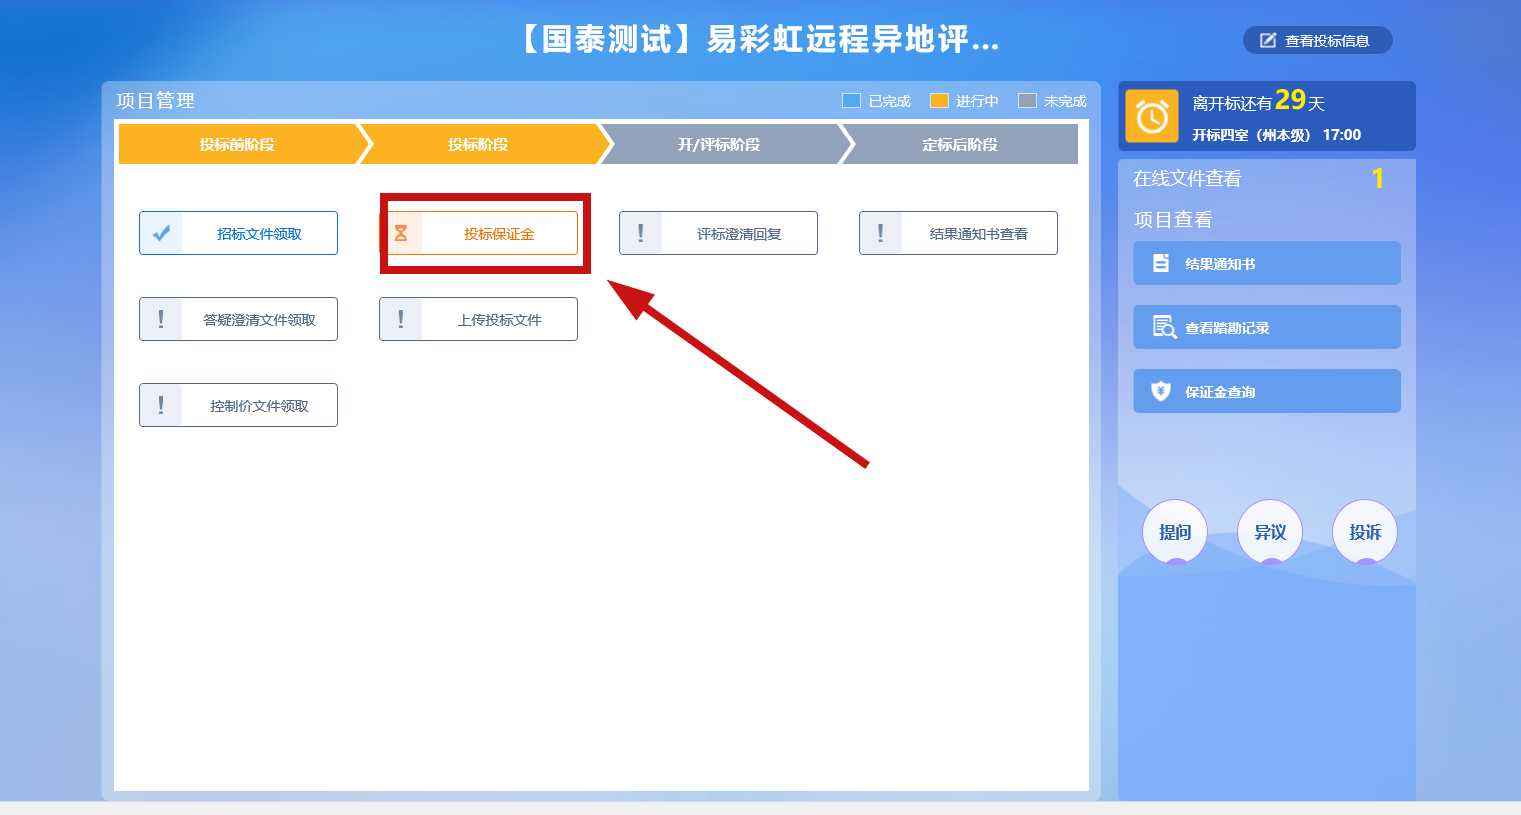 【国泰测试】易彩虹远程异地评...
查看投标信息
项目管理
已完成
进行中
未完成
投标前阶段
投标阶段
开/评标阶段
定标后阶段
招标文件领取
投标保证金
评标澄清回复
结果通知书查看
答疑澄清文件领取
上传投标文件
控制价文件领取
离开标还有29天
开标四室（州本级） 17:00
在线文件查看 1
项目查看
结果通知书
查看踏勘记录
保证金查询
提问
异议
投诉